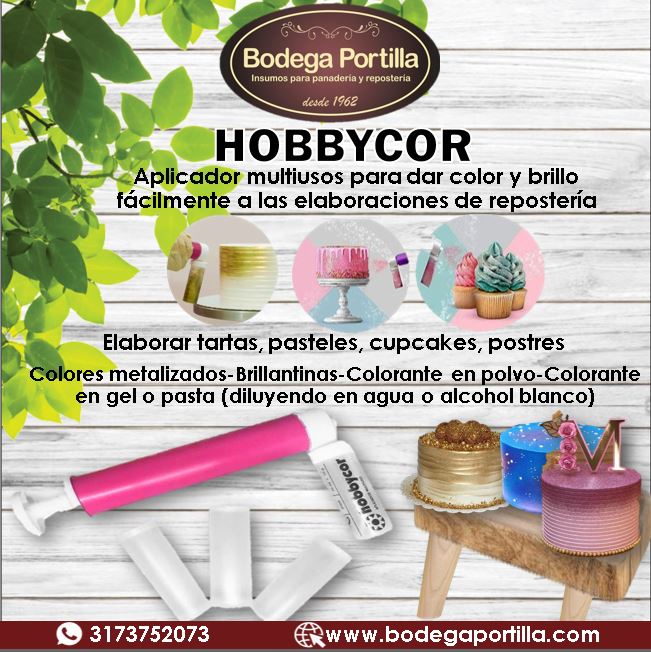 Bodega Portilla
Insumos para panadería y repostería
desde 1962
HOBBYCOR
Aplicador multiusos para dar color y brillo
fácilmente a las elaboraciones de repostería
Elaborar tartas, pasteles, cupcakes, postres
Colores metalizados-Brillantinas-Colorante en polvo-Colorante
en gel o pasta (diluyendo en agua o alcohol blanco)
hobbycor
M
3173752073
www.bodegaportilla.com